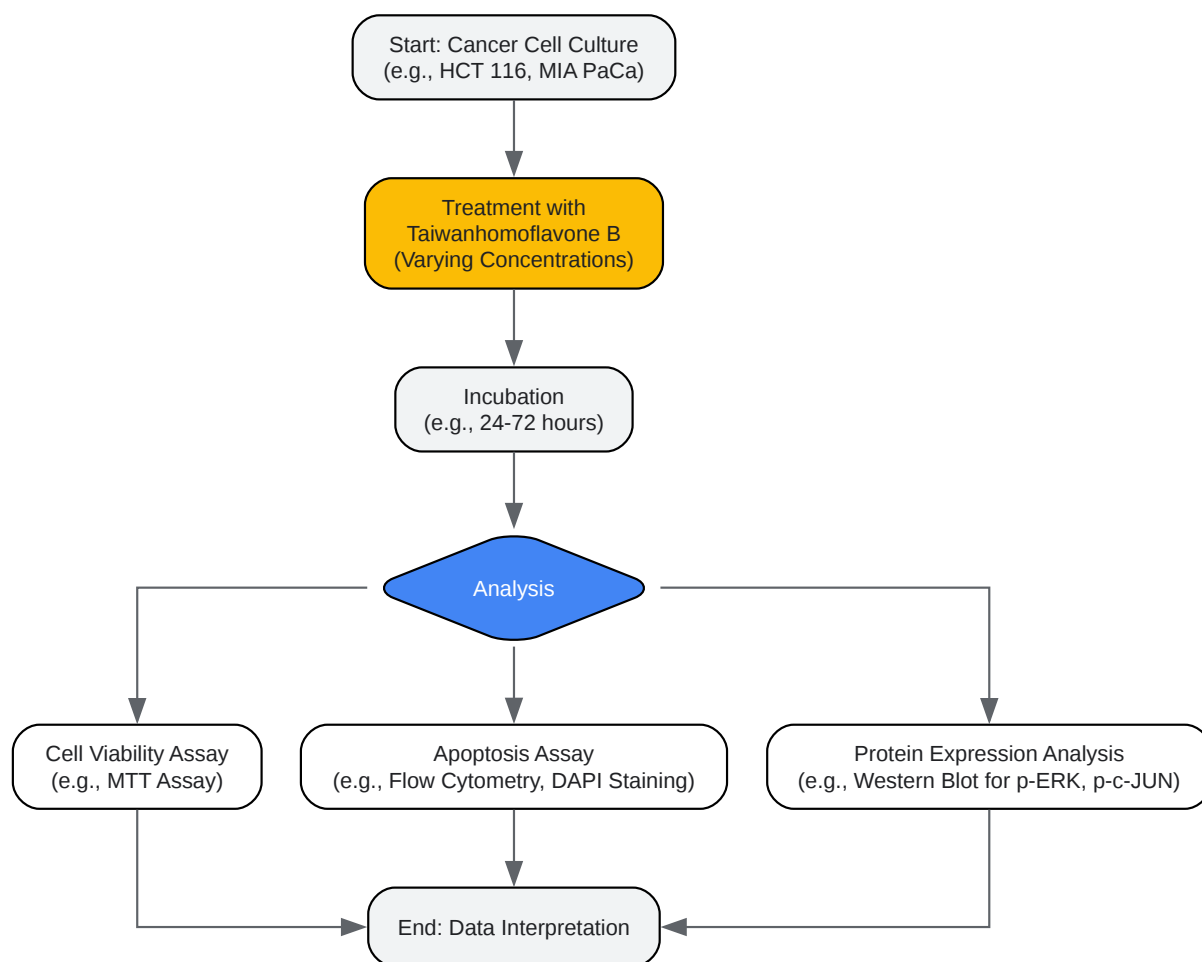 Start: Cancer Cell Culture
(e.g., HCT 116, MIA PaCa)
Treatment with
Taiwanhomoflavone B
(Varying Concentrations)
Incubation
(e.g., 24-72 hours)
Analysis
Cell Viability Assay
(e.g., MTT Assay)
Apoptosis Assay
(e.g., Flow Cytometry, DAPI Staining)
Protein Expression Analysis
(e.g., Western Blot for p-ERK, p-c-JUN)
End: Data Interpretation